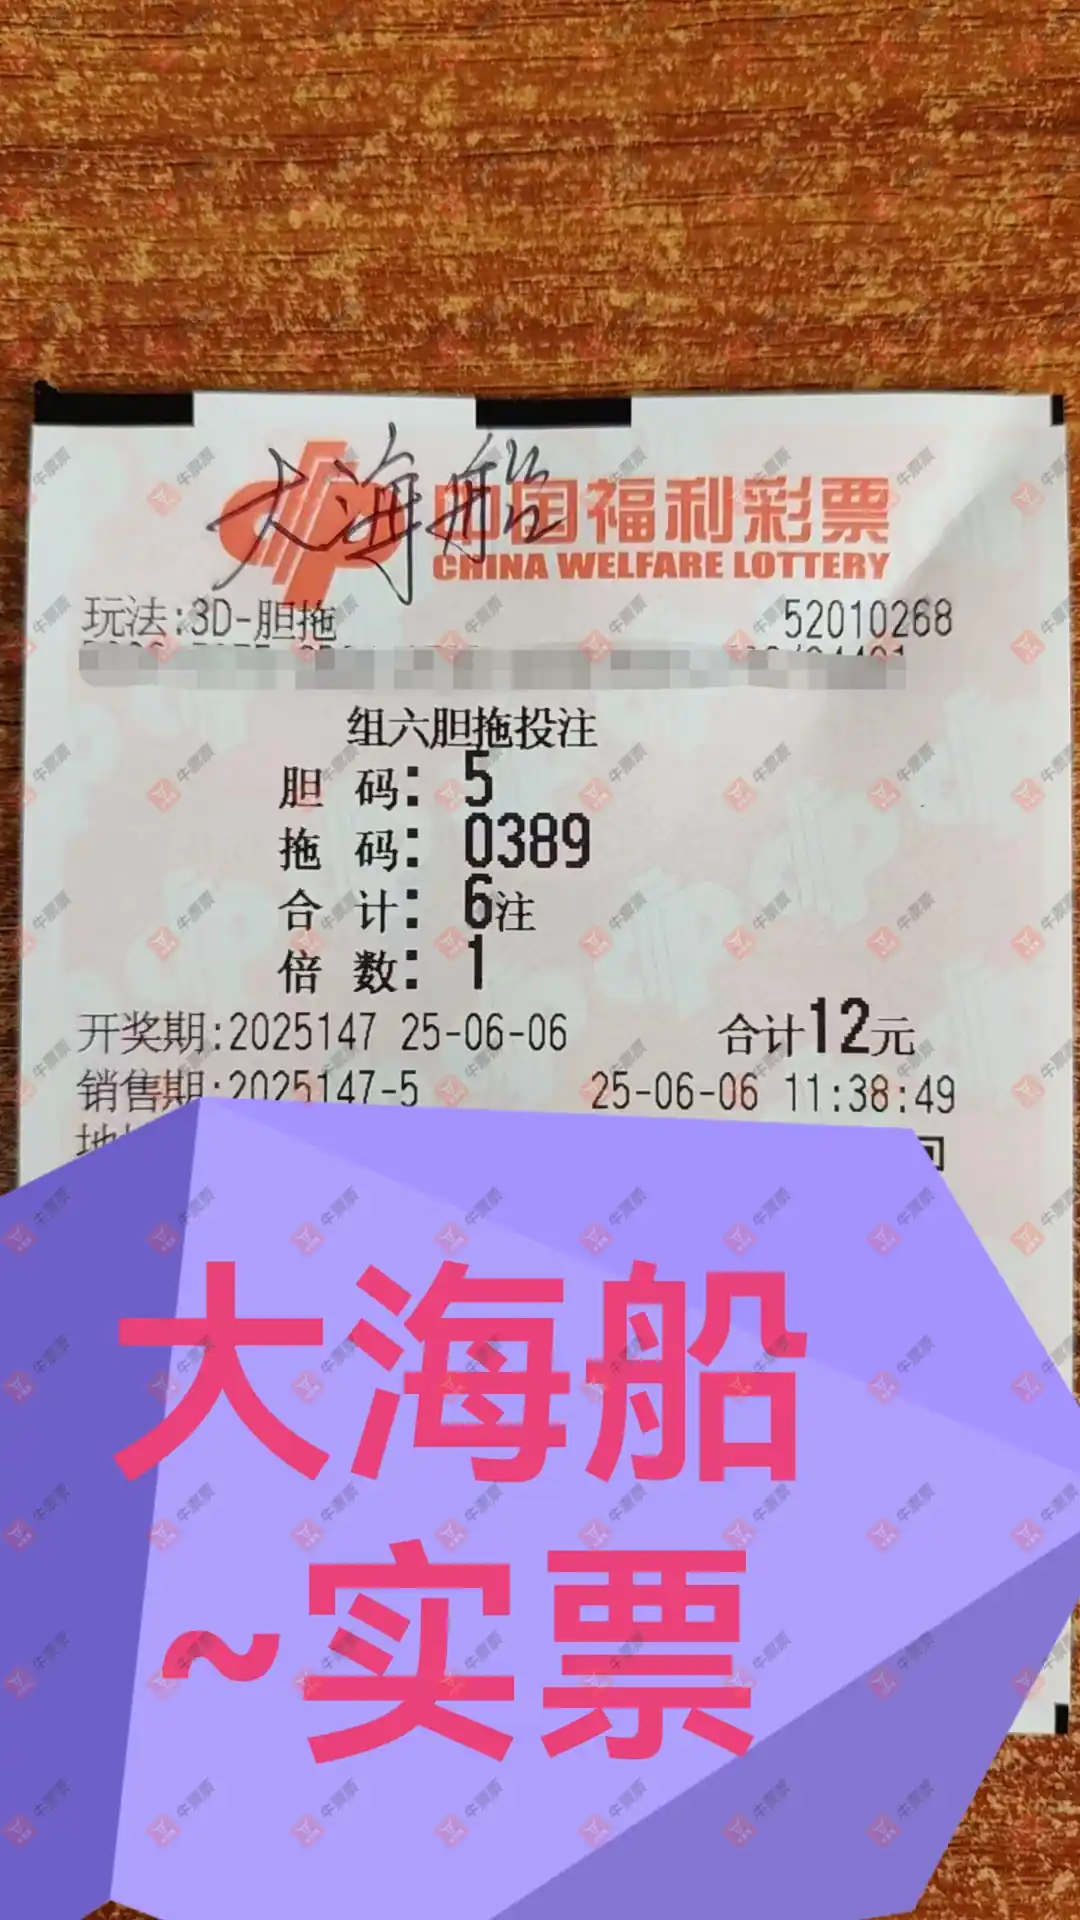 大海船
中国福利彩票
CHINA WELFARE LOTTERY
玩法:3D-胆拖 52010268
组六胆拖投注
胆 码: 5
拖 码: 0389
合 计: 6注
倍 数: 1
开奖期:2025147 25-06-06 合计12元
销售期:2025147-5 25-06-06 11:38:49
大海船
~实票
牛票票